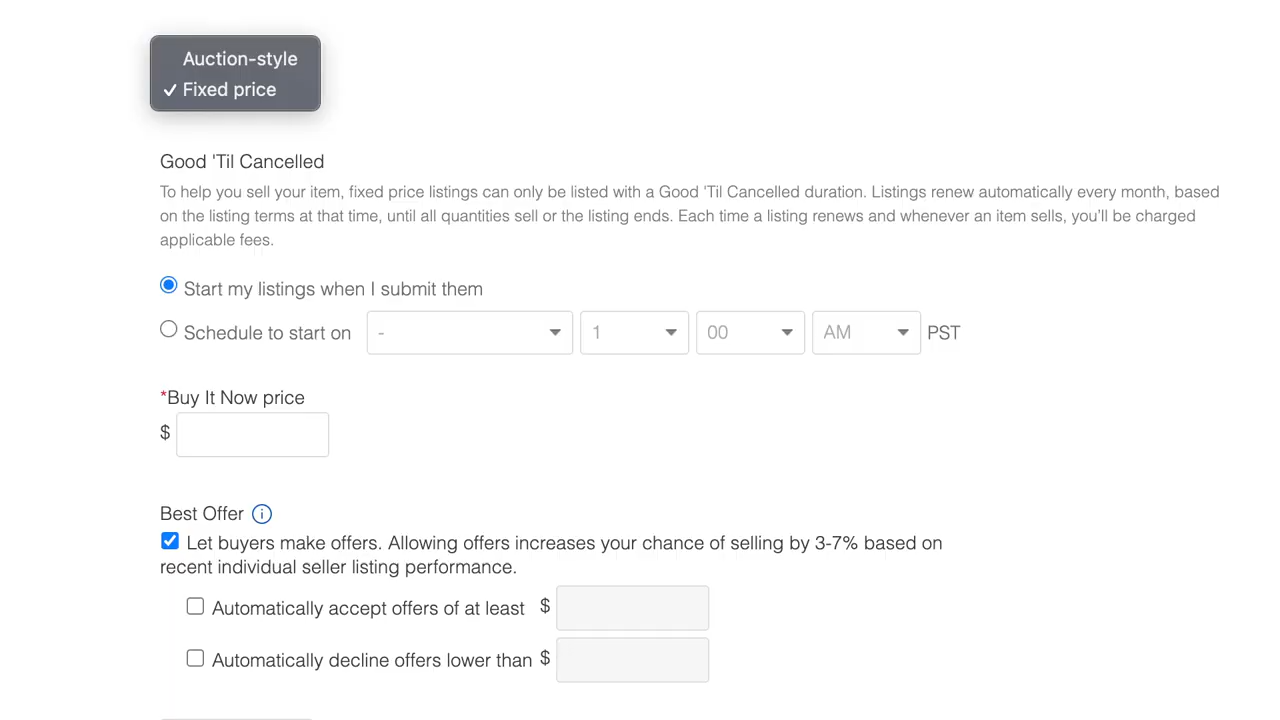 Auction-style
✓ Fixed price
Good 'Til Cancelled
To help you sell your item, fixed price listings can only be listed with a Good 'Til Cancelled duration. Listings renew automatically every month, based
on the listing terms at that time, until all quantities sell or the listing ends. Each time a listing renews and whenever an item sells, you'll be charged
applicable fees.
Start my listings when I submit them
Schedule to start on - 1 00 AM PST
*Buy It Now price
$
Best Offer i
Let buyers make offers. Allowing offers increases your chance of selling by 3-7% based on
recent individual seller listing performance.
Automatically accept offers of at least $
Automatically decline offers lower than $